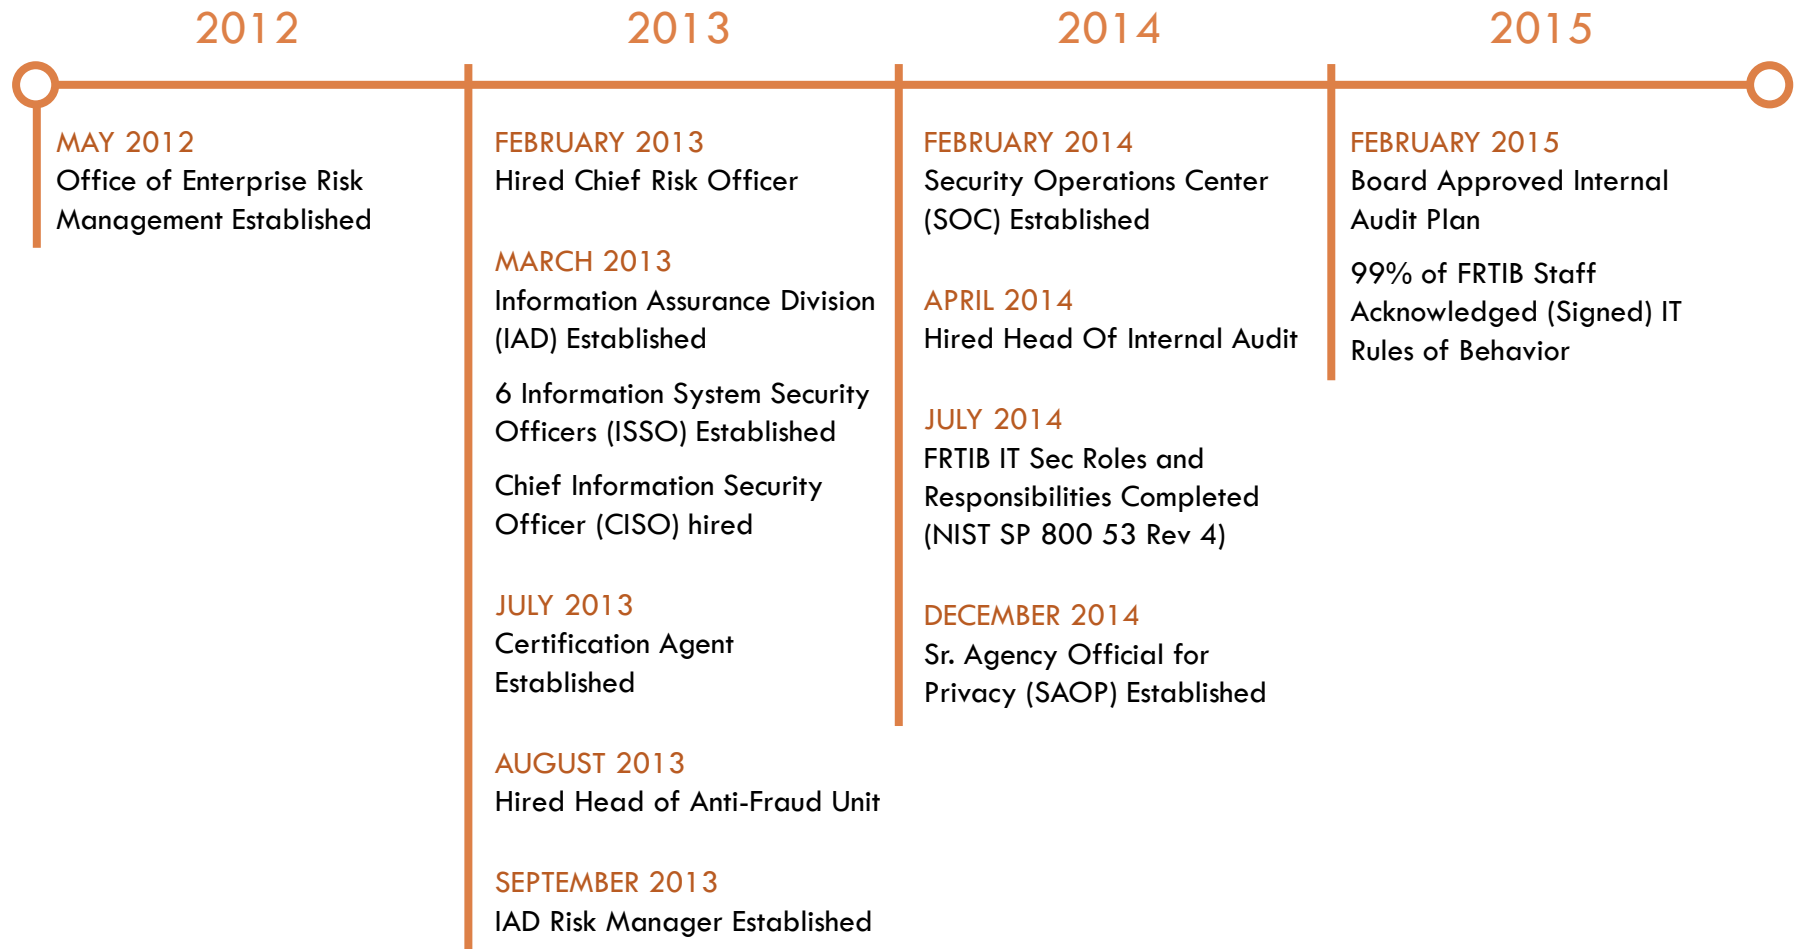 2012
2013
2014
2015
MAY 2012
Office of Enterprise Risk
Management Established
FEBRUARY 2013
Hired Chief Risk Officer
MARCH 2013
Information Assurance Division
(IAD) Established
6 Information System Security
Officers (ISSO) Established
Chief Information Security
Officer (CISO) hired
JULY 2013
Certification Agent
Established
AUGUST 2013
Hired Head of Anti-Fraud Unit
SEPTEMBER 2013
IAD Risk Manager Established
FEBRUARY 2014
Security Operations Center
(SOC) Established
APRIL 2014
Hired Head Of Internal Audit
JULY 2014
FRTIB IT Sec Roles and
Responsibilities Completed
(NIST SP 800 53 Rev 4)
DECEMBER 2014
Sr. Agency Official for
Privacy (SAOP) Established
FEBRUARY 2015
Board Approved Internal
Audit Plan
99% of FRTIB Staff
Acknowledged (Signed) IT
Rules of Behavior